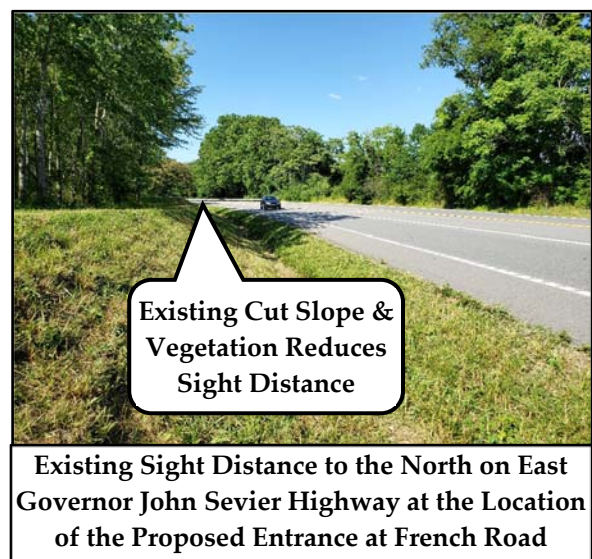 Existing Cut Slope &
Vegetation Reduces
Sight Distance
Existing Sight Distance to the North on East
Governor John Sevier Highway at the Location
of the Proposed Entrance at French Road